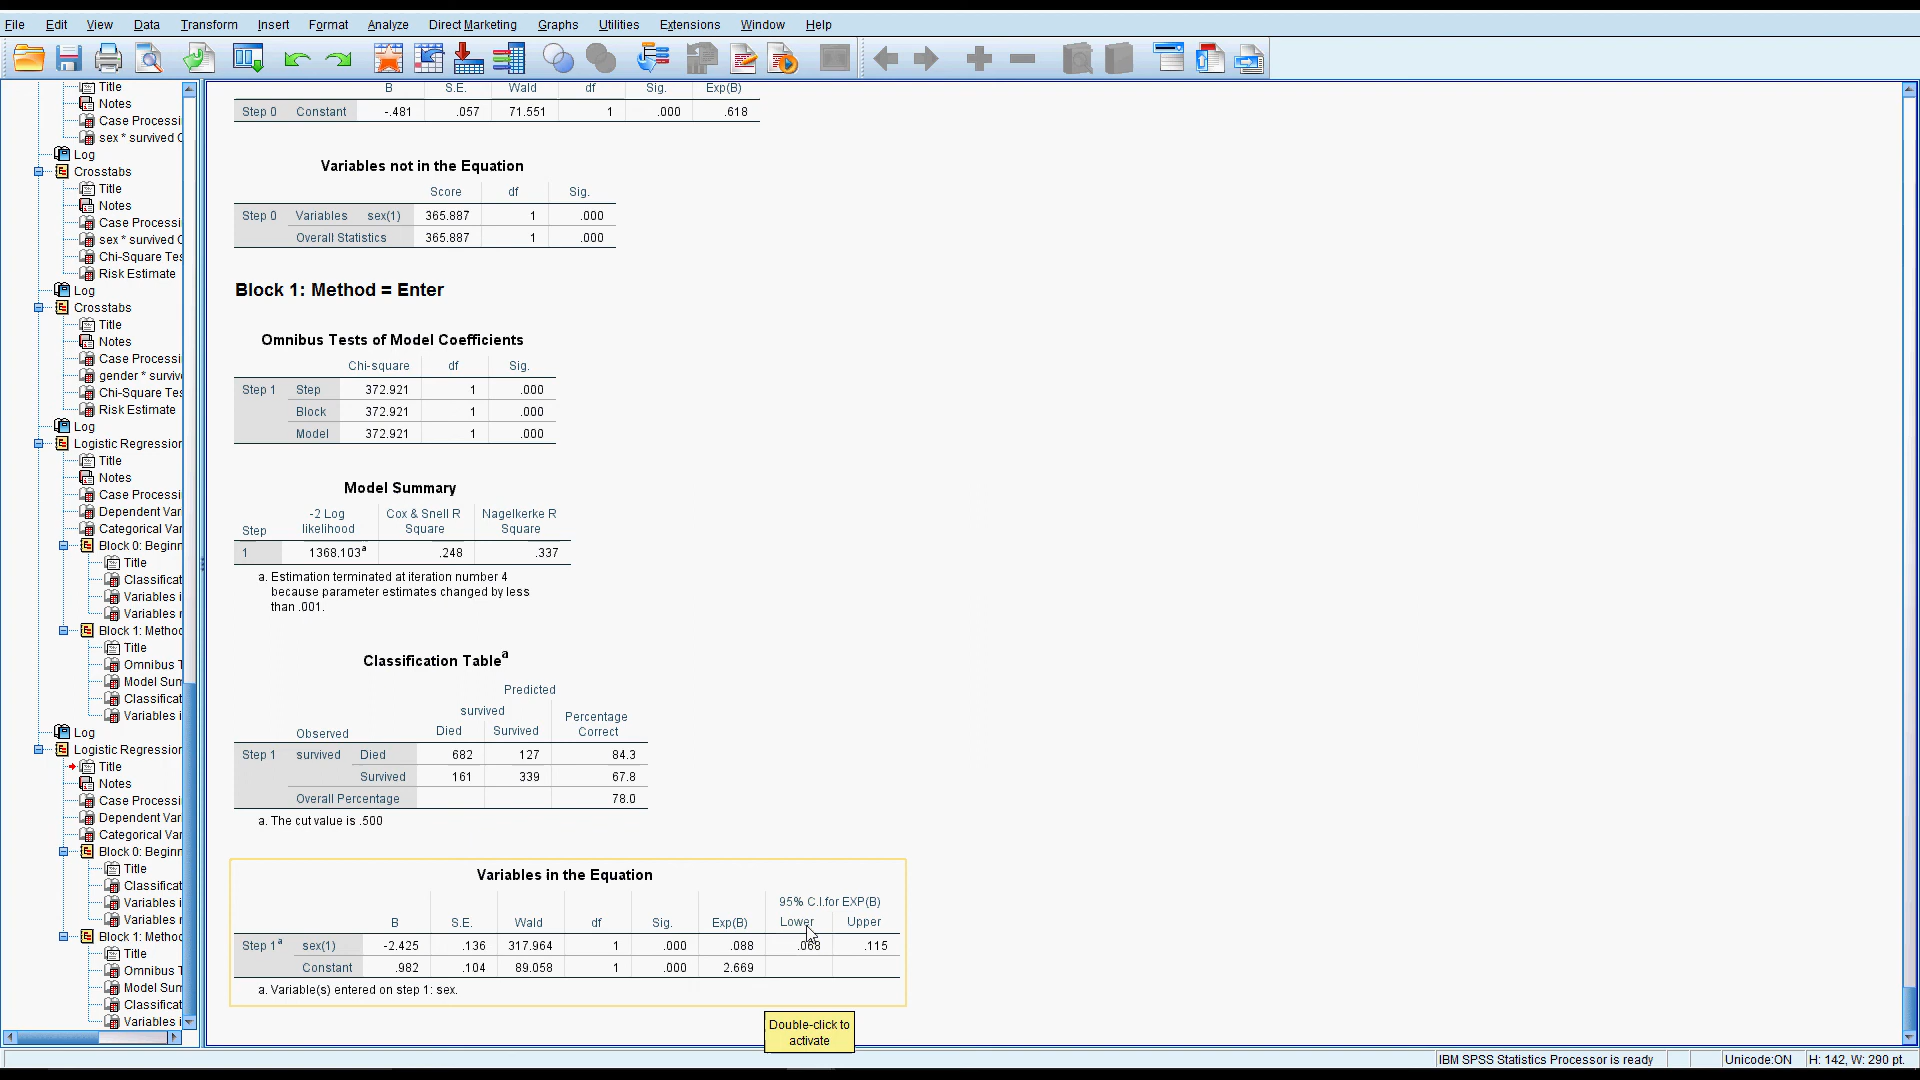 File Edit View Data Transform Insert Format Analyze Direct Marketing Graphs Utilities Extensions Window Help
Title
Notes
Case Processi
sex * survived C
Log
Crosstabs
Title
Notes
Case Processi
sex * survived C
Chi-Square Tes
Risk Estimate
Log
Crosstabs
Title
Notes
Case Processi
gender * surviv
Chi-Square Tes
Risk Estimate
Log
Logistic Regression
Title
Notes
Case Processi
Dependent Var
Categorical Var
Block 0: Beginn
Title
Classificat
Variables i
Variables r
Block 1: Method
Title
Omnibus T
Model Sum
Classificat
Variables i
Log
Logistic Regression
Title
Notes
Case Processi
Dependent Var
Categorical Var
Block 0: Beginn
Title
Classificat
Variables i
Variables r
Block 1: Method
Title
Omnibus T
Model Sum
Classificat
Variables i
B S.E. Wald df Sig. Exp(B)
Step 0 Constant -.481 .057 71.551 1 .000 .618
Variables not in the Equation
Score df Sig.
Step 0 Variables sex(1) 365.887 1 .000
Overall Statistics 365.887 1 .000
Block 1: Method = Enter
Omnibus Tests of Model Coefficients
Chi-square df Sig.
Step 1 Step 372.921 1 .000
Block 372.921 1 .000
Model 372.921 1 .000
Model Summary
Step -2 Log likelihood Cox & Snell R Square Nagelkerke R Square
1 1368.103a .248 .337
a. Estimation terminated at iteration number 4
because parameter estimates changed by less
than .001.
Classification Tablea
Predicted
survived Percentage
Observed Died Survived Correct
Step 1 survived Died 682 127 84.3
Survived 161 339 67.8
Overall Percentage 78.0
a. The cut value is .500
Variables in the Equation
95% C.I.for EXP(B)
B S.E. Wald df Sig. Exp(B) Lower Upper
Step 1a sex(1) -2.425 .136 317.964 1 .000 .088 .068 .115
Constant .982 .104 89.058 1 .000 2.669
a. Variable(s) entered on step 1: sex.
Double-click to
activate
IBM SPSS Statistics Processor is ready Unicode:ON H: 142, W: 290 pt.